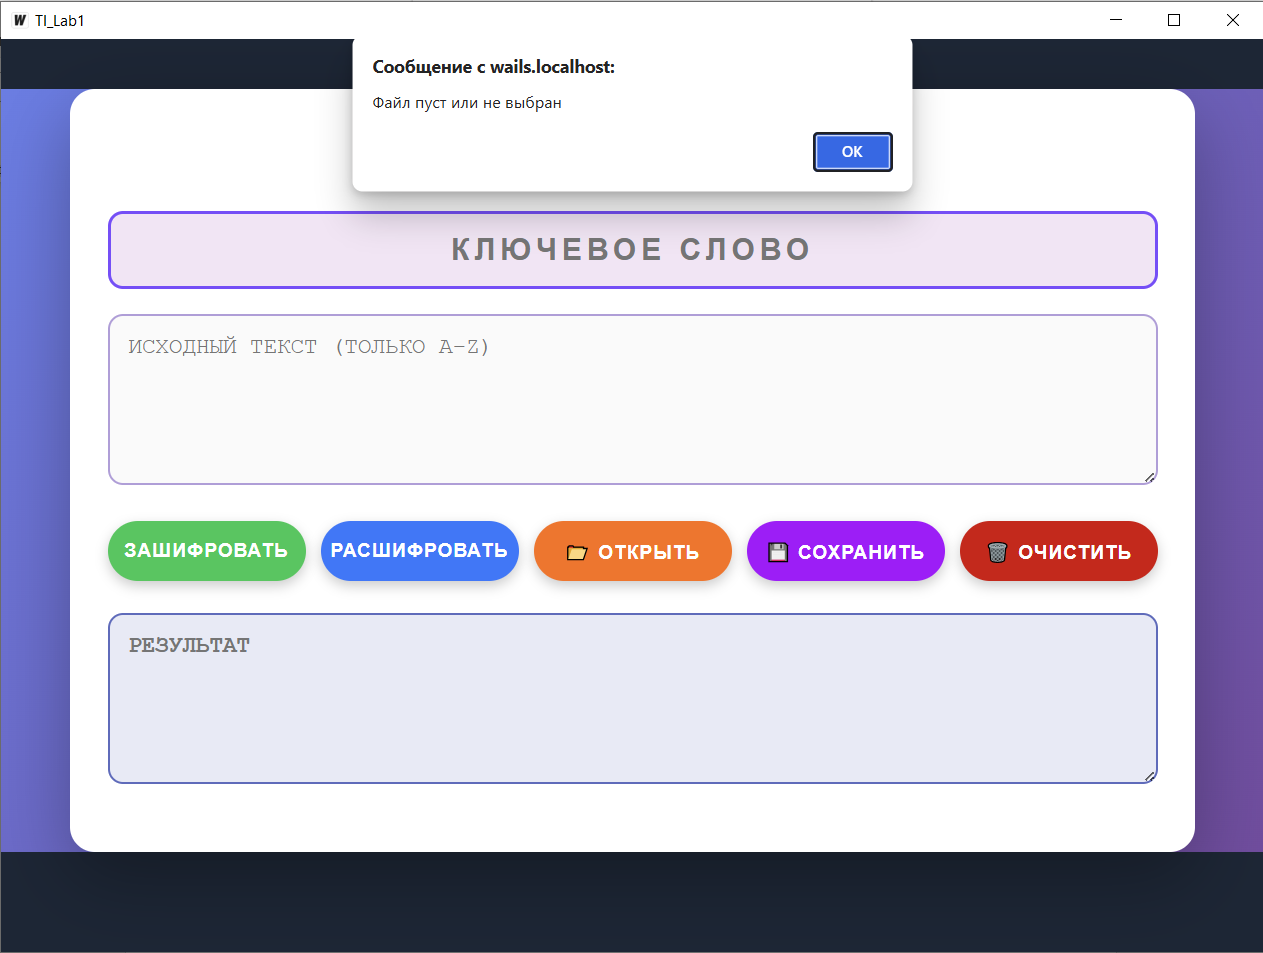 TI_Lab1
Сообщение с wails.localhost:
Файл пуст или не выбран
ОК
КЛЮЧЕВОЕ СЛОВО
ИСХОДНЫЙ ТЕКСТ (ТОЛЬКО A-Z)
ЗАШИФРОВАТЬ
РАСШИФРОВАТЬ
ОТКРЫТЬ
СОХРАНИТЬ
ОЧИСТИТЬ
РЕЗУЛЬТАТ